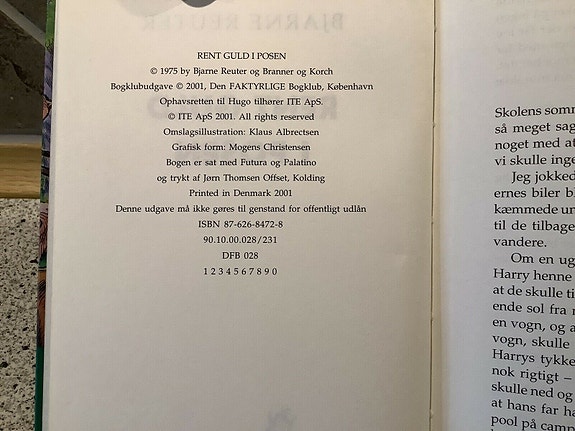 RENT GULD I POSEN
© 1975 by Bjarne Reuter og Branner og Korch
Bogklubudgave © 2001, Den FAKTYRLIGE Bogklub, København
Ophavsretten til Hugo tilhører ITE ApS.
© ITE ApS 2001. All rights reserved
Omslagsillustration: Klaus Albrectsen
Grafisk form: Mogens Christensen
Bogen er sat med Futura og Palatino
og trykt af Jørn Thomsen Offset, Kolding
Printed in Denmark 2001
Denne udgave må ikke gøres til genstand for offentligt udlån
ISBN 87-626-8472-8
90.10.00.028/231
DFB 028
1 2 3 4 5 6 7 8 9 0
Skolens som
så meget sag
noget med at
vi skulle inge
Jeg jokked
ernes biler bl
kæmmede un
til de tilbage
vandere.
Om en ug
Harry henne
at de skulle ti
ende sol fra
en vogn, og a
vogn, skulle
Harrys tykke
nok rigtigt –
skulle ned og
at hans far ha
pool på camp